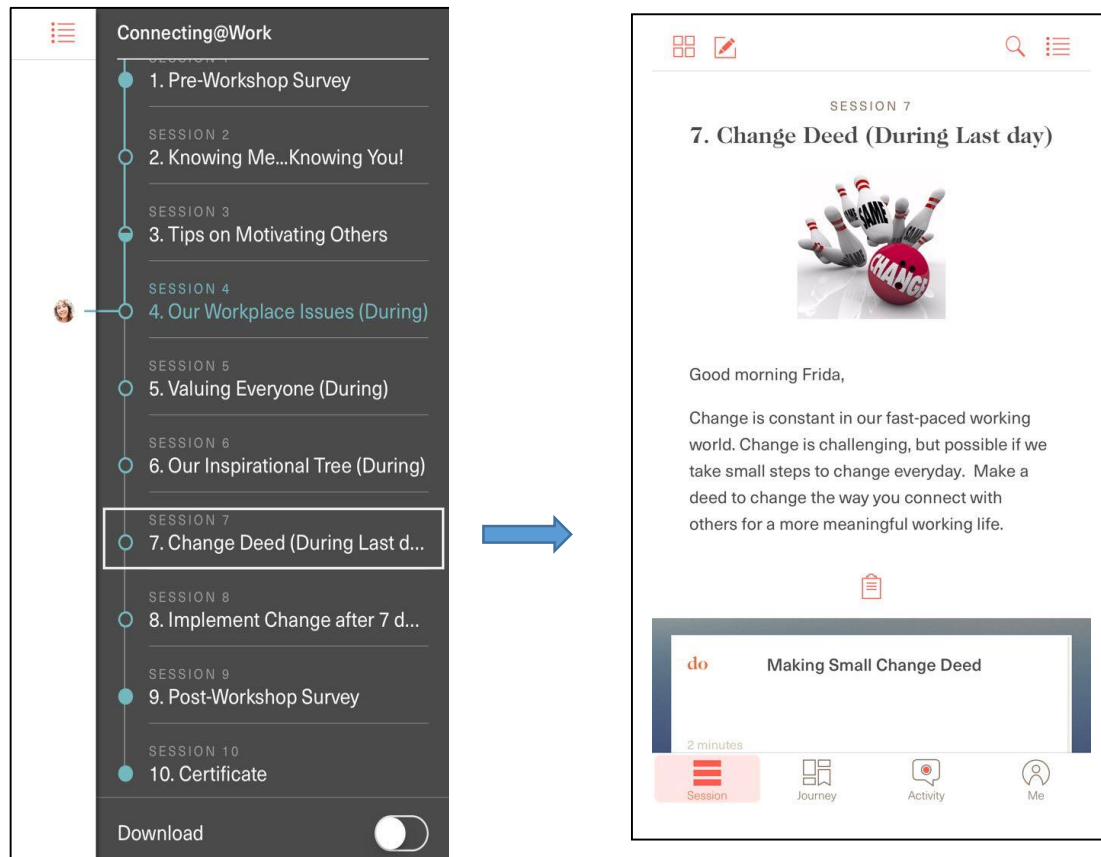 Connecting@Work
SESSION 1
1. Pre-Workshop Survey
SESSION 2
2. Knowing Me...Knowing You!
SESSION 3
3. Tips on Motivating Others
SESSION 4
4. Our Workplace Issues (During)
SESSION 5
5. Valuing Everyone (During)
SESSION 6
6. Our Inspirational Tree (During)
SESSION 7
7. Change Deed (During Last d...
SESSION 8
8. Implement Change after 7 d...
SESSION 9
9. Post-Workshop Survey
SESSION 10
10. Certificate
Download
SESSION 7
7. Change Deed (During Last day)
SAME
SAME
SAME
SAME
CHANGE
Good morning Frida,
Change is constant in our fast-paced working
world. Change is challenging, but possible if we
take small steps to change everyday. Make a
deed to change the way you connect with
others for a more meaningful working life.
do
Making Small Change Deed
2 minutes
Session
Journey
Activity
Me